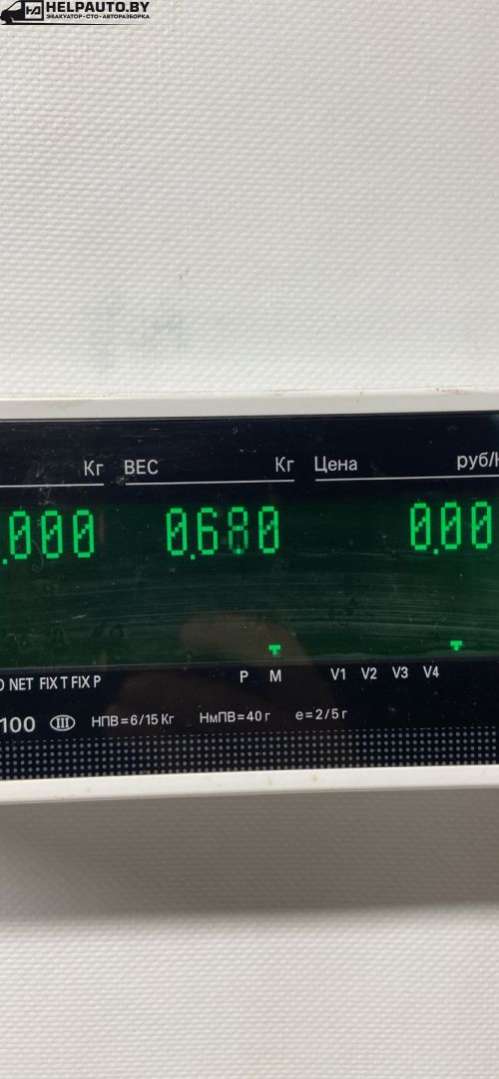 HELPAUTO.BY
ЭВАКУАТОР-СТО-АВТОРАЗБОРКА
Кг ВЕС Кг Цена руб/
.000 0.680 0.00
NET FIX T FIX P P M V1 V2 V3 V4
100 III НПВ=6/15 Кг НмПВ=40 г e=2/5 г